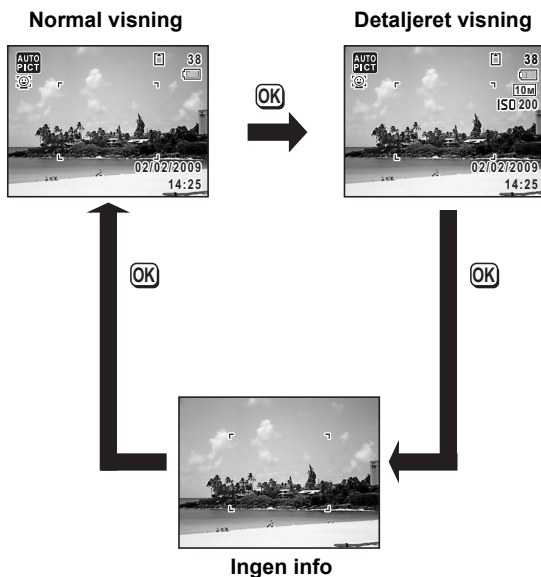 Normal visning
Detaljeret visning
AUTO
PICT
38
02/02/2009
14:25
OK
AUTO
PICT
38
10M
ISO 200
02/02/2009
14:25
OK
OK
Ingen info